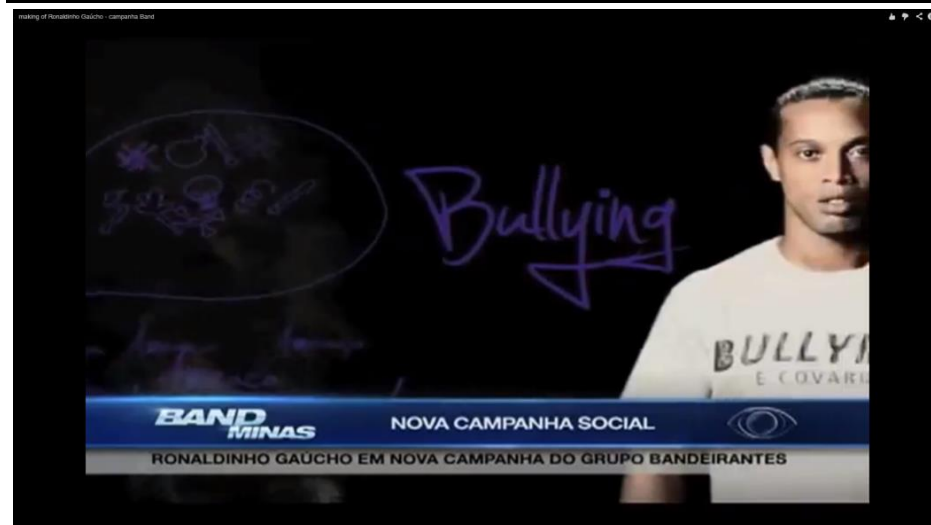 making of Ronaldinho Gaúcho - campanha Band
Bullying
BULLYI
E COVARD
BAND
MINAS
NOVA CAMPANHA SOCIAL
RONALDINHO GAÚCHO EM NOVA CAMPANHA DO GRUPO BANDEIRANTES